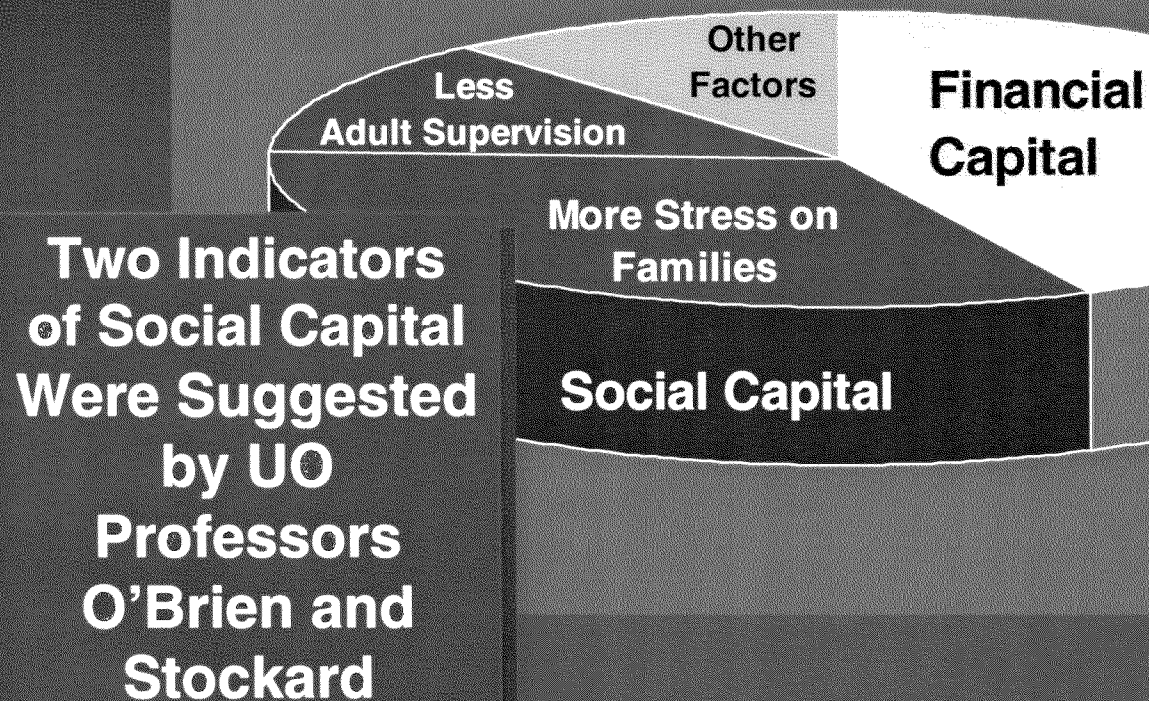 Other
Factors
Financial
Capital
Less
Adult Supervision
More Stress on
Families
Social Capital
Two Indicators
of Social Capital
Were Suggested
by UO
Professors
O'Brien and
Stockard